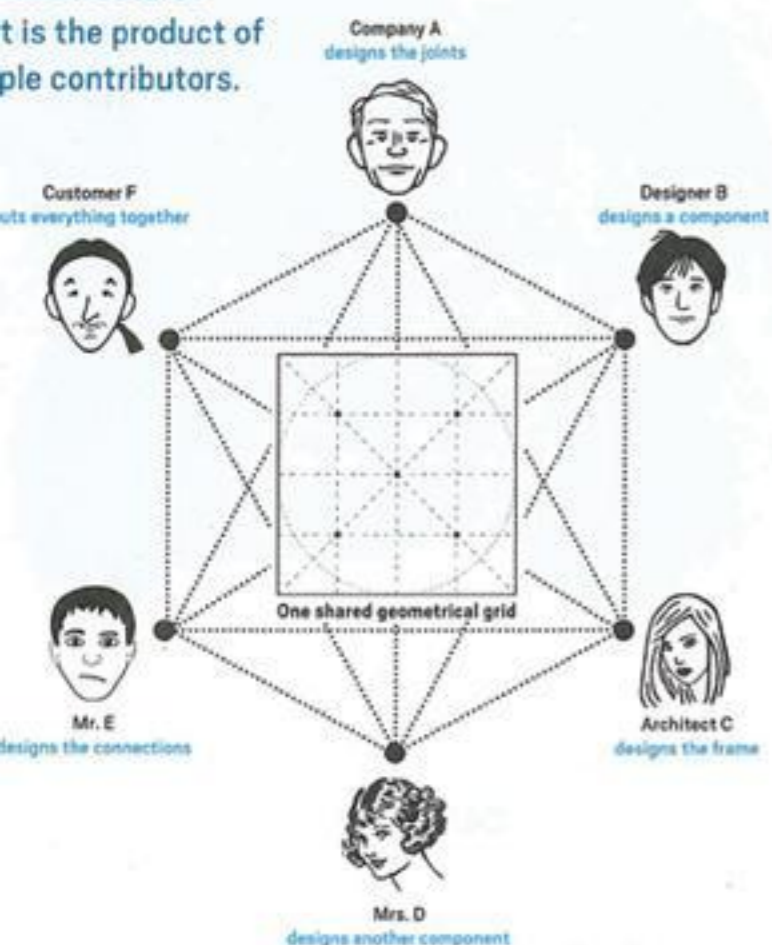 t is the product of
ple contributors.
Company A
designs the joints
Customer F
uts everything together
Designer B
designs a component
One shared geometrical grid
Mr. E
designs the connections
Architect C
designs the frame
Mrs. D
designs another component